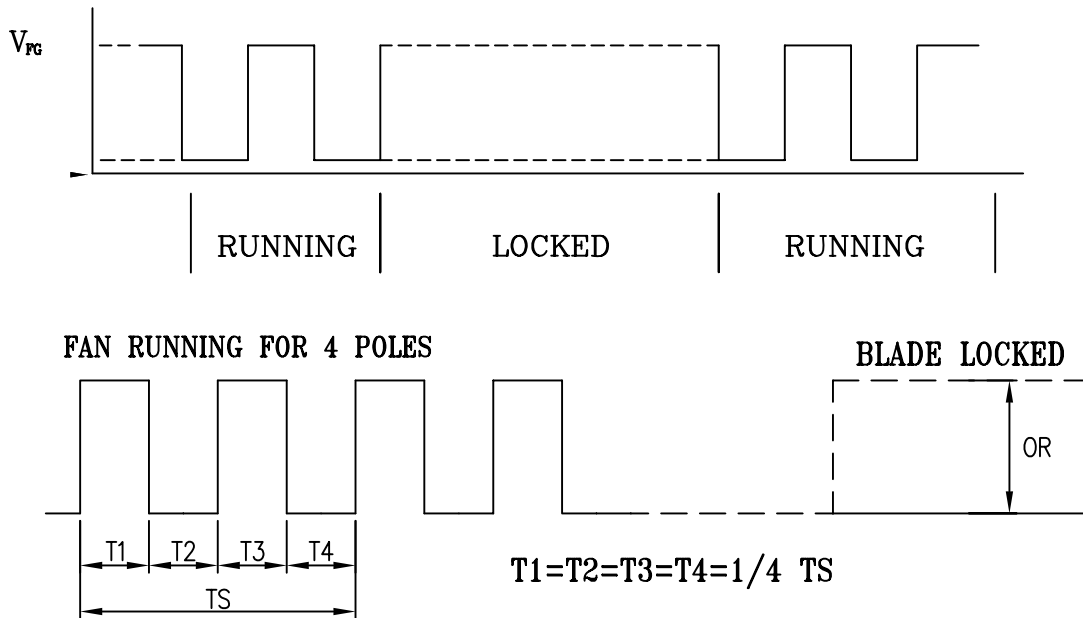 VFG
RUNNING
LOCKED
RUNNING
FAN RUNNING FOR 4 POLES
BLADE LOCKED
OR
T1
T2
T3
T4
T1=T2=T3=T4=1/4 TS
TS